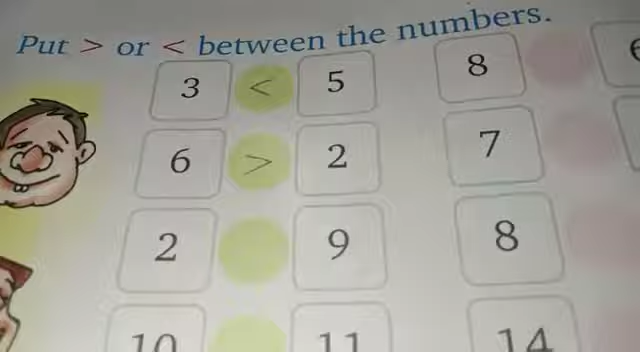 Put > or < between the numbers.
3 < 5 8
6 > 2 7
2 9 8
10 11 14